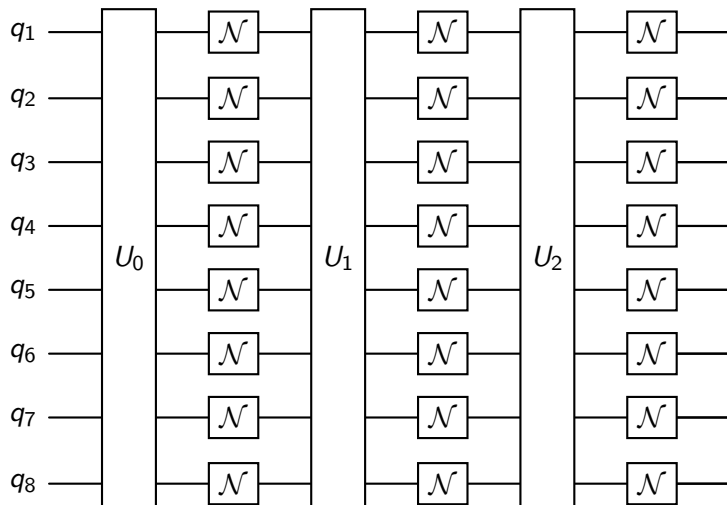 q₁ 𝒩 𝒩 𝒩
q₂ 𝒩 𝒩 𝒩
q₃ 𝒩 𝒩 𝒩
q₄ 𝒩 𝒩 𝒩
U₀ U₁ U₂
q₅ 𝒩 𝒩 𝒩
q₆ 𝒩 𝒩 𝒩
q₇ 𝒩 𝒩 𝒩
q₈ 𝒩 𝒩 𝒩